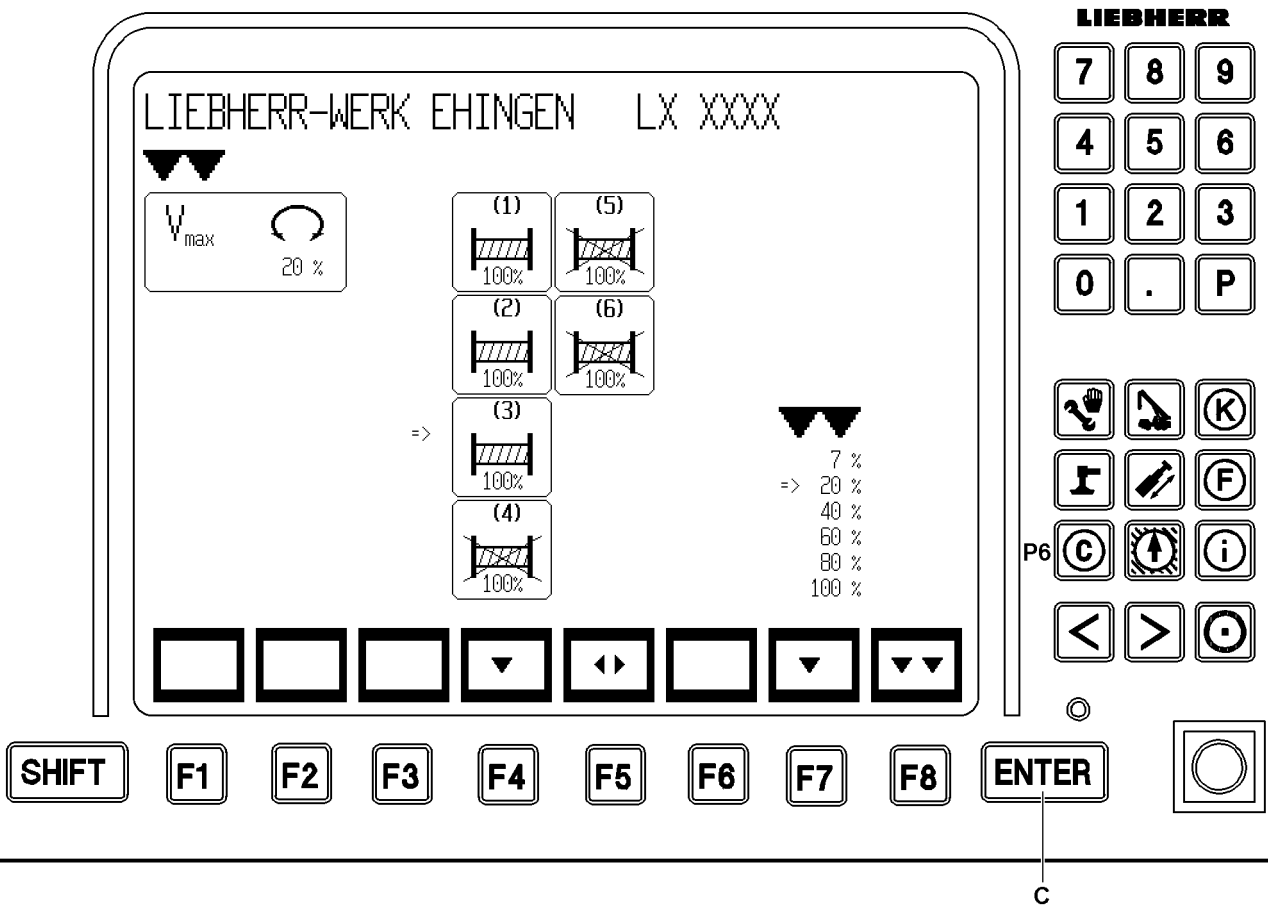 LIEBHERR
LIEBHERR-WERK EHINGEN LX XXXX
Vmax
20 %
(1) (5)
100% 100%
(2) (6)
100% 100%
(3)
=>
100%
(4)
100%
7 %
=> 20 %
40 %
60 %
80 %
100 %
7 8 9
4 5 6
1 2 3
0 . P
K
F
P6 C i
< >
SHIFT F1 F2 F3 F4 F5 F6 F7 F8 ENTER
C